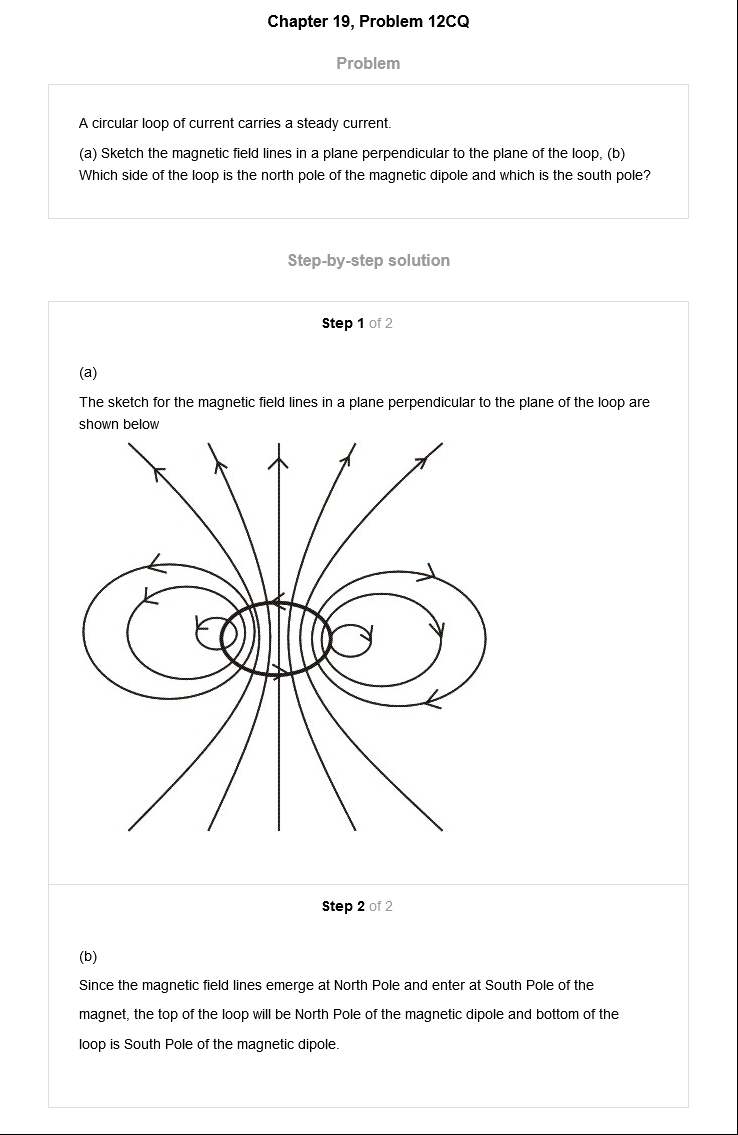 Chapter 19, Problem 12CQ
Problem
A circular loop of current carries a steady current.
(a) Sketch the magnetic field lines in a plane perpendicular to the plane of the loop, (b)
Which side of the loop is the north pole of the magnetic dipole and which is the south pole?
Step-by-step solution
Step 1 of 2
(a)
The sketch for the magnetic field lines in a plane perpendicular to the plane of the loop are
shown below
Step 2 of 2
(b)
Since the magnetic field lines emerge at North Pole and enter at South Pole of the
magnet, the top of the loop will be North Pole of the magnetic dipole and bottom of the
loop is South Pole of the magnetic dipole.